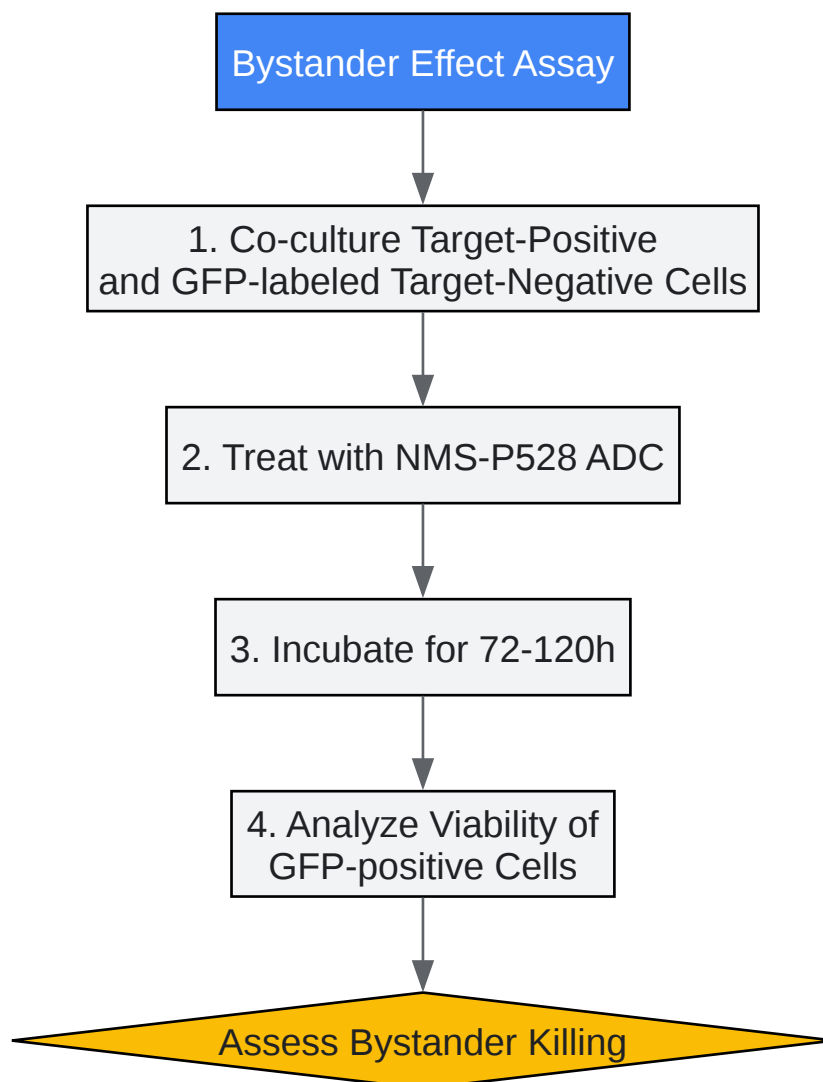 Bystander Effect Assay
1. Co-culture Target-Positive
and GFP-labeled Target-Negative Cells
2. Treat with NMS-P528 ADC
3. Incubate for 72-120h
4. Analyze Viability of
GFP-positive Cells
Assess Bystander Killing